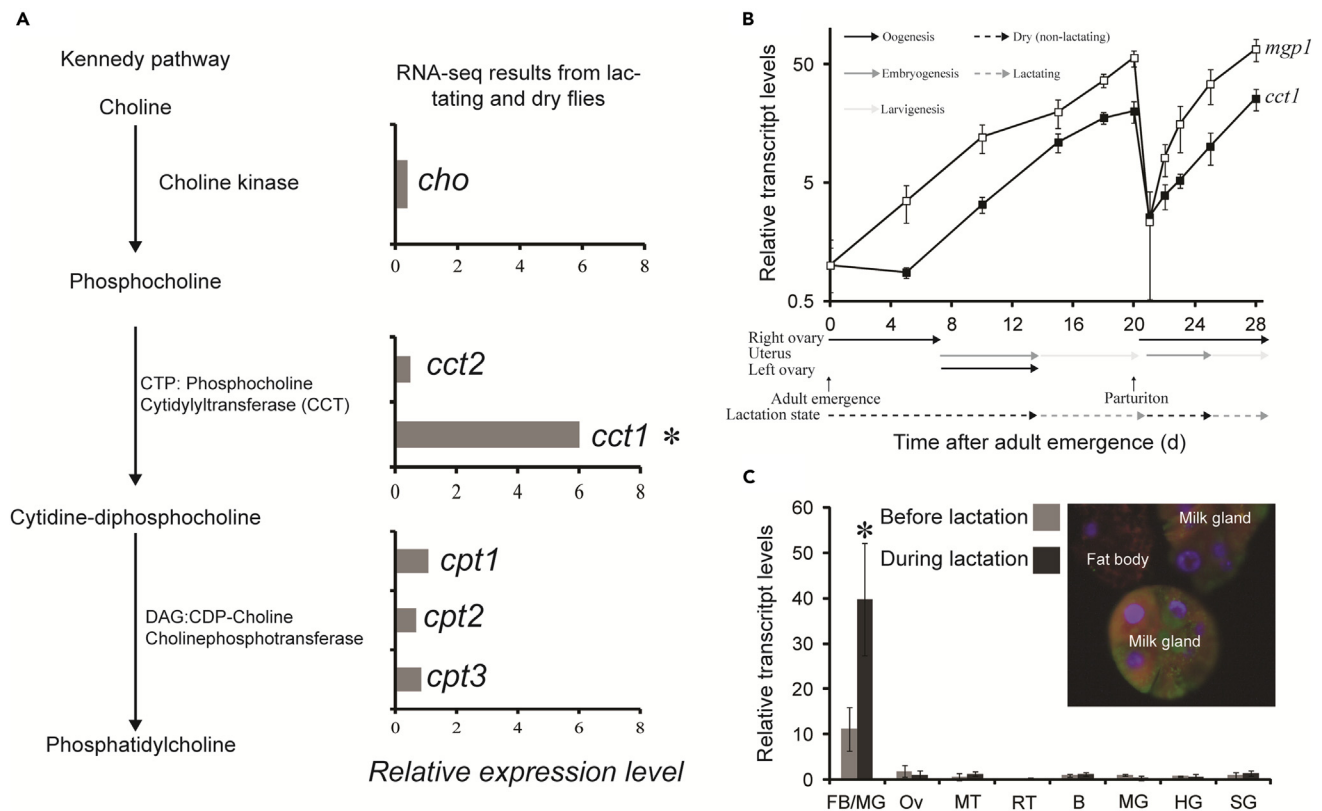 A
Kennedy pathway
Choline
Choline kinase
Phosphocholine
CTP: Phosphocholine
Cytidylyltransferase (CCT)
Cytidine-diphosphocholine
DAG:CDP-Choline
Cholinephosphotransferase
Phosphatidylcholine
RNA-seq results from lac-
tating and dry flies
cho
0 2 4 6 8
cct2
cct1 *
0 2 4 6 8
cpt1
cpt2
cpt3
0 2 4 6 8
Relative expression level
B
Relative transcritpt levels
50
5
0.5
Oogenesis
Dry (non-lactating)
Embryogenesis
Lactating
Larvigenesis
mgp1
cct1
0 4 8 12 16 20 24 28
Right ovary
Uterus
Left ovary
Adult emergence
Parturiton
Lactation state
Time after adult emergence (d)
C
Relative transcritpt levels
60
50
40
30
20
10
0
Before lactation
During lactation
*
Milk gland
Fat body
Milk gland
FB/MG Ov MT RT B MG HG SG